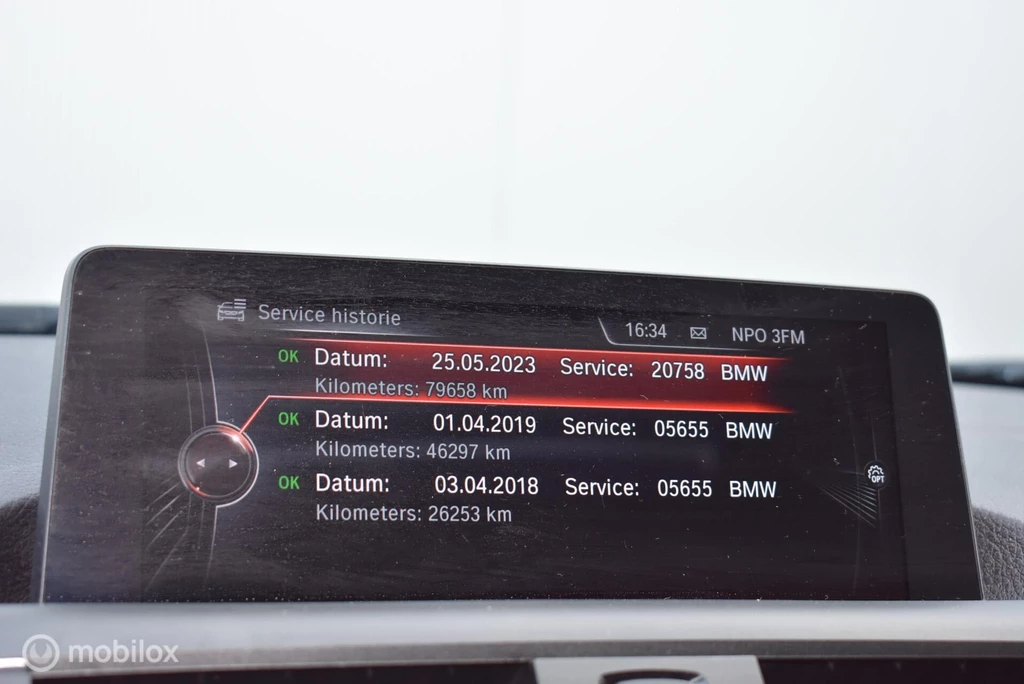 Service historie
16:34 NPO 3FM
OK Datum: 25.05.2023 Service: 20758 BMW
Kilometers: 79658 km
OK Datum: 01.04.2019 Service: 05655 BMW
Kilometers: 46297 km
OK Datum: 03.04.2018 Service: 05655 BMW
Kilometers: 26253 km
OPT
mobilox